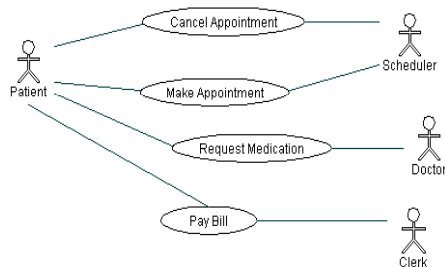 Cancel Appointment
Patient
Scheduler
Make Appointment
Request Medication
Doctor
Pay Bill
Clerk